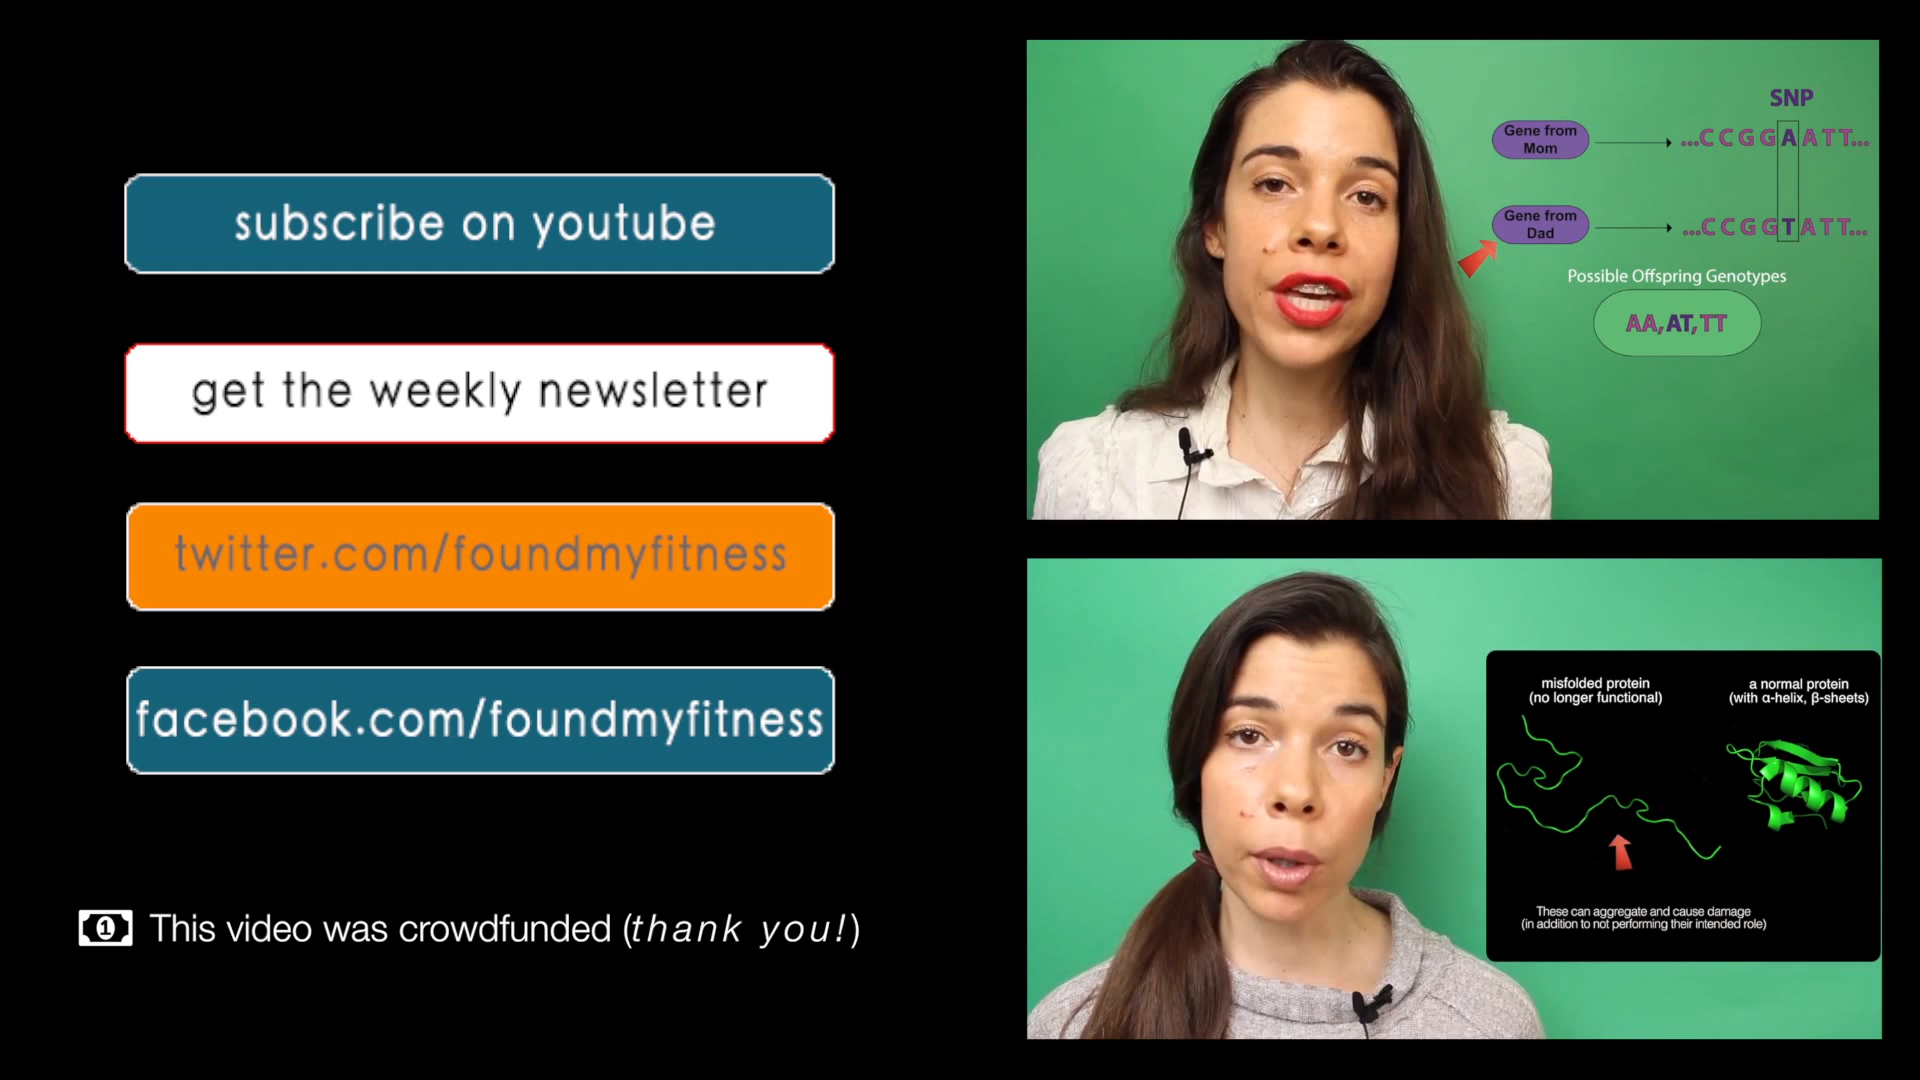 subscribe on youtube
get the weekly newsletter
twitter.com/foundmyfitness
facebook.com/foundmyfitness
1 This video was crowdfunded (thank you!)
SNP
Gene from
Mom
...CCGGAATT...
Gene from
Dad
...CCGGTATT...
Possible Offspring Genotypes
AA, AT, TT
misfolded protein
(no longer functional)
a normal protein
(with α-helix, β-sheets)
These can aggregate and cause damage
(in addition to not performing their intended role)